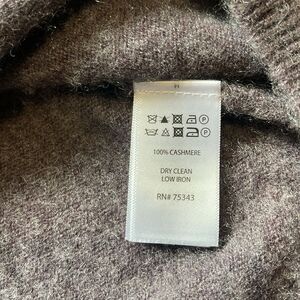 100% CASHMERE
DRY CLEAN
LOW IRON
RN# 75343